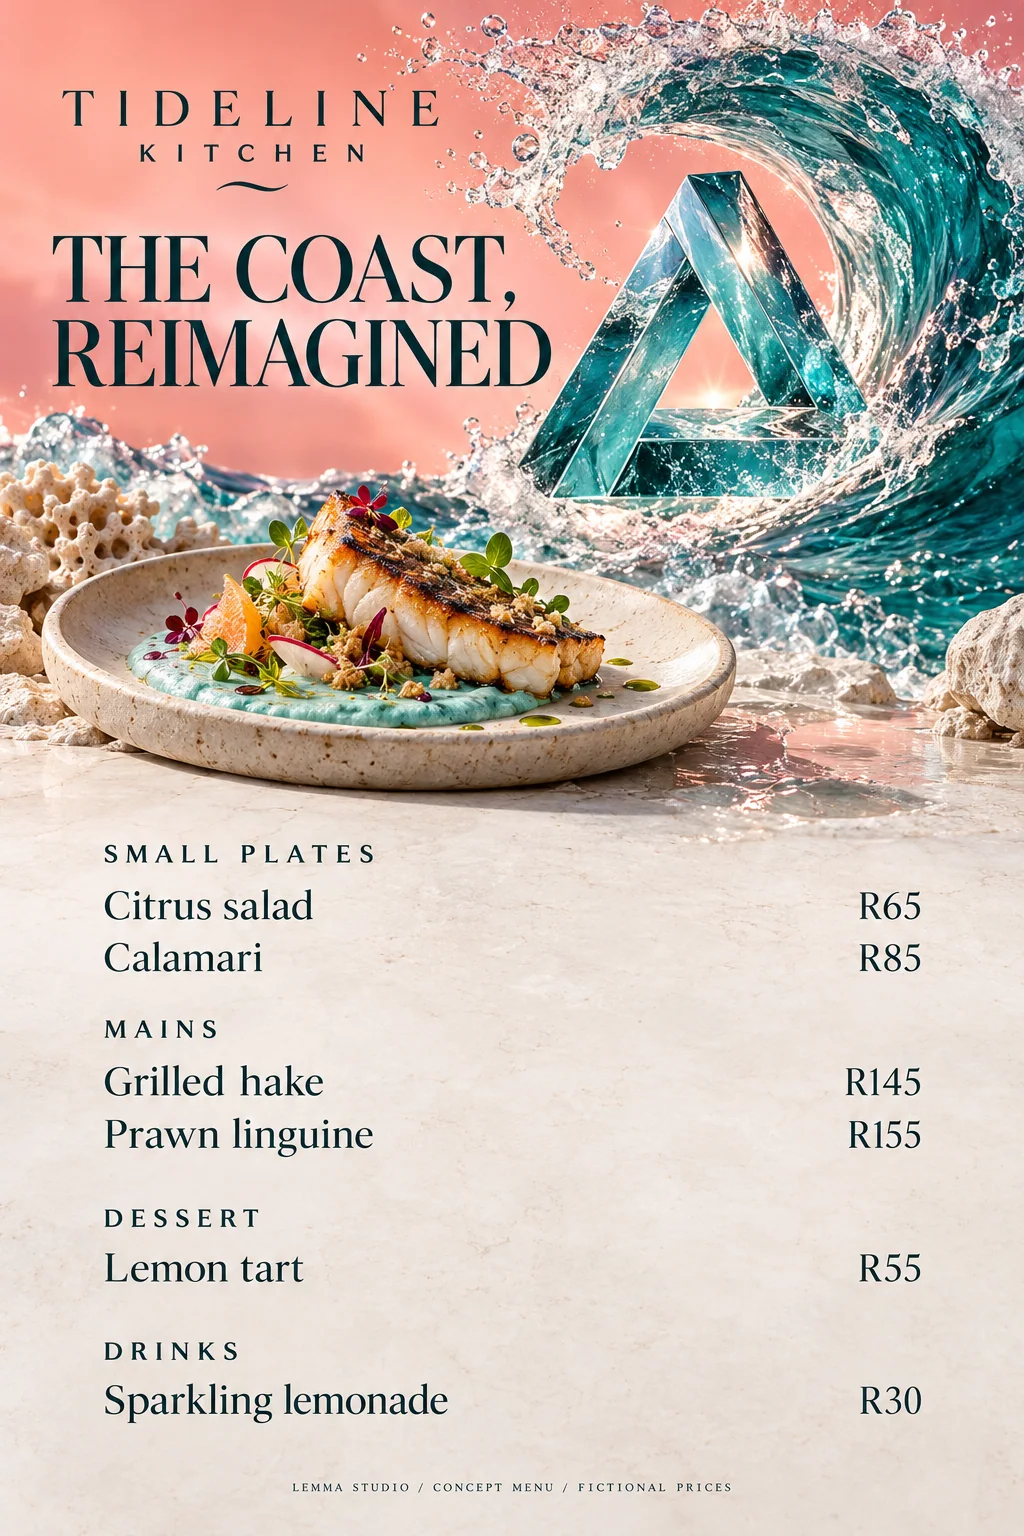 TIDELINE
KITCHEN
THE COAST,
REIMAGINED
SMALL PLATES
Citrus salad R65
Calamari R85
MAINS
Grilled hake R145
Prawn linguine R155
DESSERT
Lemon tart R55
DRINKS
Sparkling lemonade R30
LEMMA STUDIO / CONCEPT MENU / FICTIONAL PRICES